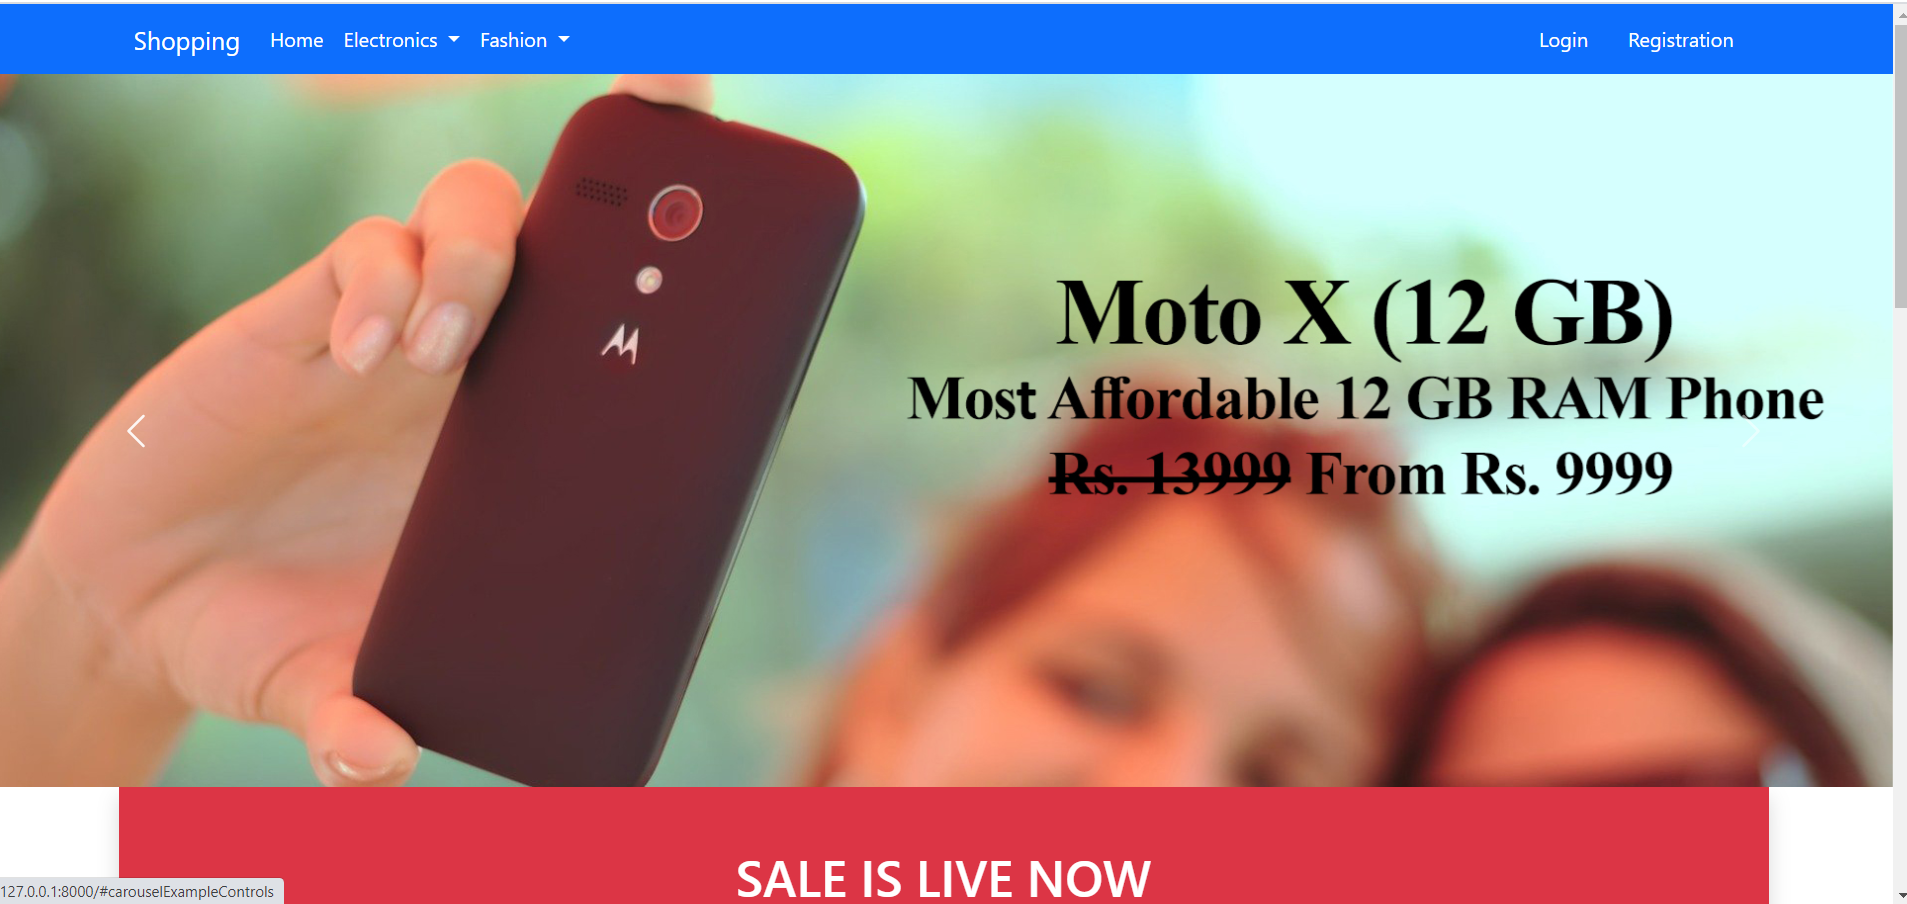 Shopping Home Electronics Fashion Login Registration
Moto X (12 GB)
Most Affordable 12 GB RAM Phone
Rs. 13999 From Rs. 9999
SALE IS LIVE NOW
127.0.0.1:8000/#carouselExampleControls